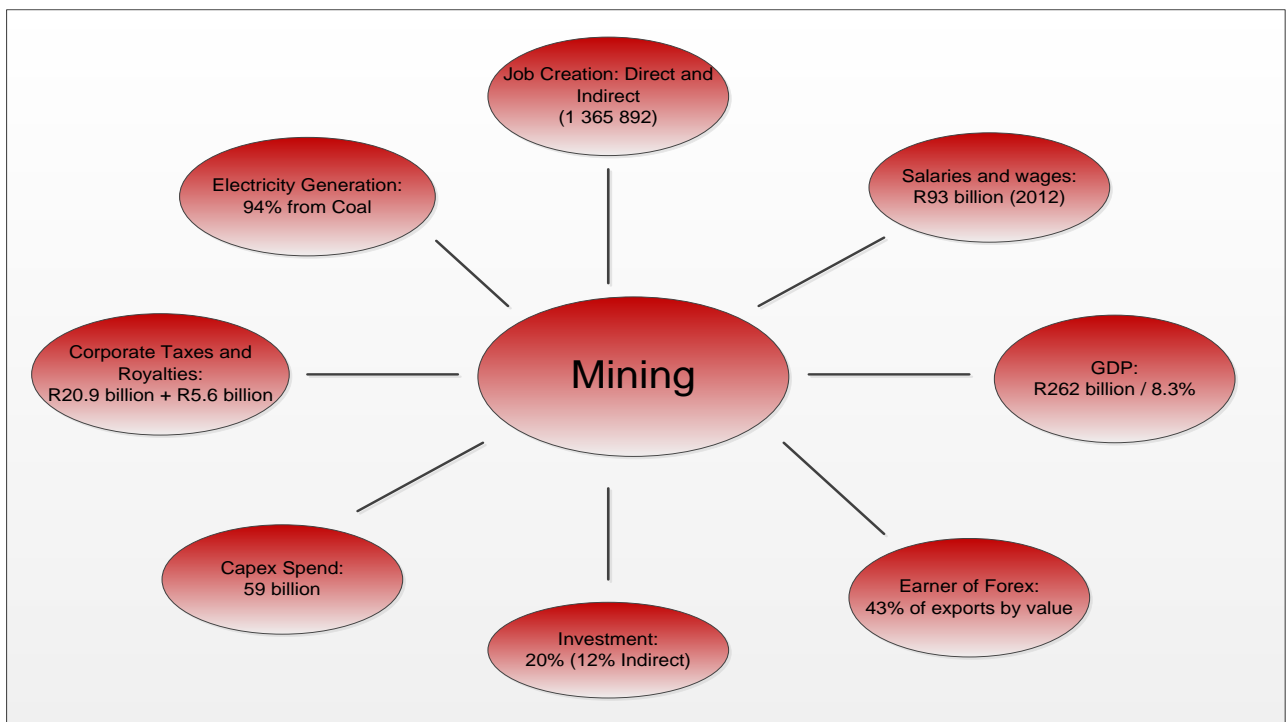 Job Creation: Direct and
Indirect
(1 365 892)
Electricity Generation:
94% from Coal
Salaries and wages:
R93 billion (2012)
Corporate Taxes and
Royalties:
R20.9 billion + R5.6 billion
Mining
GDP:
R262 billion / 8.3%
Capex Spend:
59 billion
Earner of Forex:
43% of exports by value
Investment:
20% (12% Indirect)